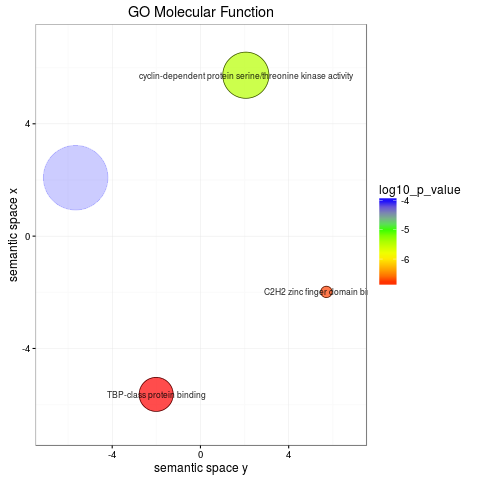 GO Molecular Function
cyclin-dependent protein serine/threonine kinase activity
4
0
-4
semantic space x
C2H2 zinc finger domain bi
TBP-class protein binding
-4
0
4
semantic space y
log10_p_value
-4
-5
-6